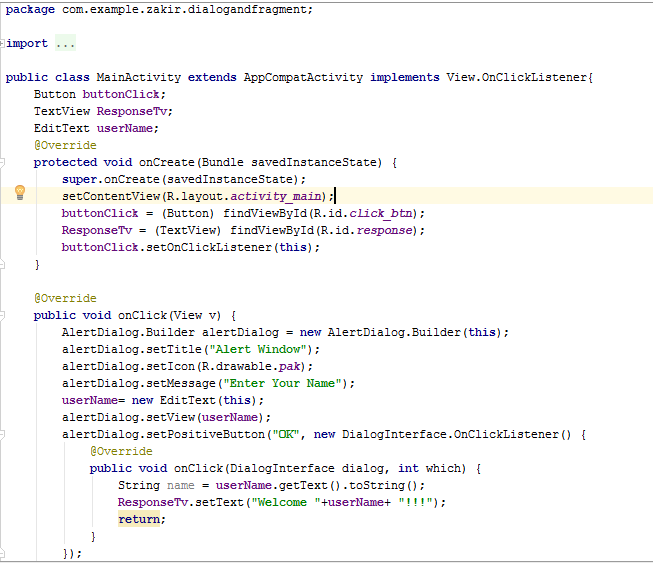 package com.example.zakir.dialogandfragment;
import ...
public class MainActivity extends AppCompatActivity implements View.OnClickListener{
Button buttonClick;
TextView ResponseTv;
EditText userName;
@Override
protected void onCreate(Bundle savedInstanceState) {
super.onCreate(savedInstanceState);
setContentView(R.layout.activity_main);
buttonClick = (Button) findViewById(R.id.click_btn);
ResponseTv = (TextView) findViewById(R.id.response);
buttonClick.setOnClickListener(this);
}
@Override
public void onClick(View v) {
AlertDialog.Builder alertDialog = new AlertDialog.Builder(this);
alertDialog.setTitle("Alert Window");
alertDialog.setIcon(R.drawable.pak);
alertDialog.setMessage("Enter Your Name");
userName= new EditText(this);
alertDialog.setView(userName);
alertDialog.setPositiveButton("OK", new DialogInterface.OnClickListener() {
@Override
public void onClick(DialogInterface dialog, int which) {
String name = userName.getText().toString();
ResponseTv.setText("Welcome "+userName+ "!!!");
return;
}
});